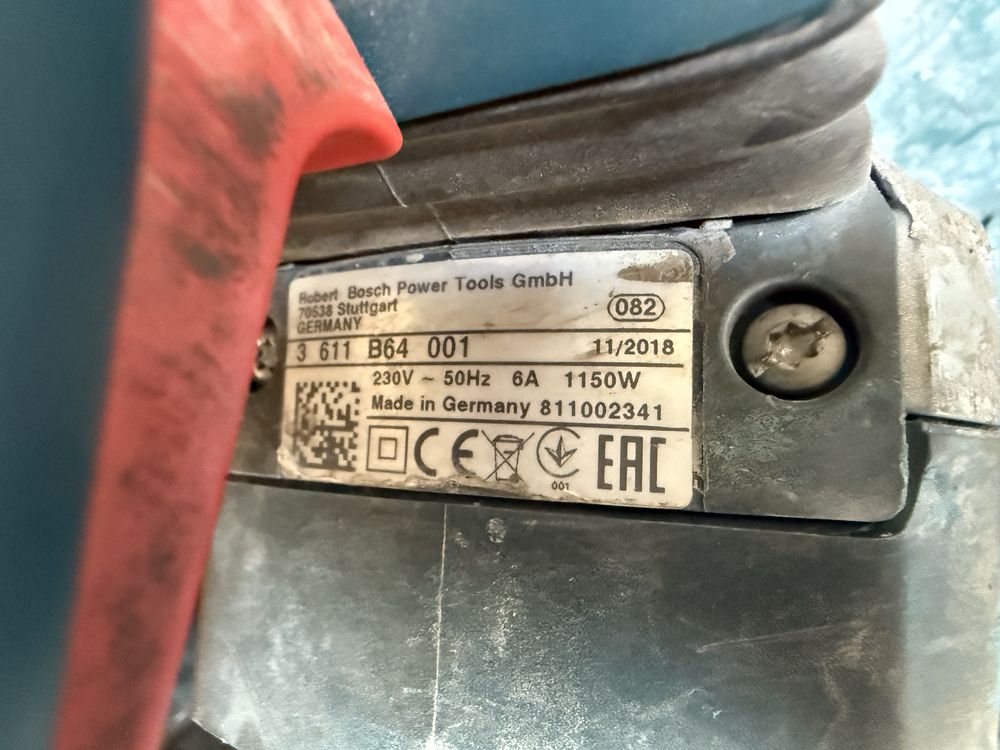 Robert Bosch Power Tools GmbH
70538 Stuttgart
GERMANY
082
3 611 B64 001 11/2018
230V ~ 50Hz 6A 1150W
Made in Germany 811002341
CE
001
EAC